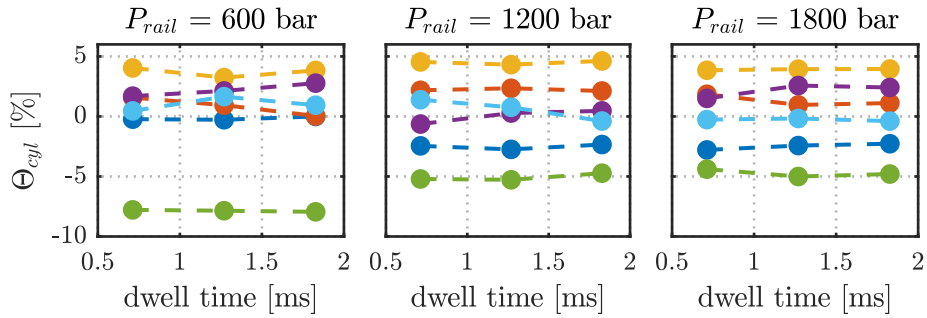 P_rail = 600 bar P_rail = 1200 bar P_rail = 1800 bar
5
0
-5
-10
Θ_cyl [%]
0.5 1 1.5 2 0.5 1 1.5 2 0.5 1 1.5 2
dwell time [ms] dwell time [ms] dwell time [ms]